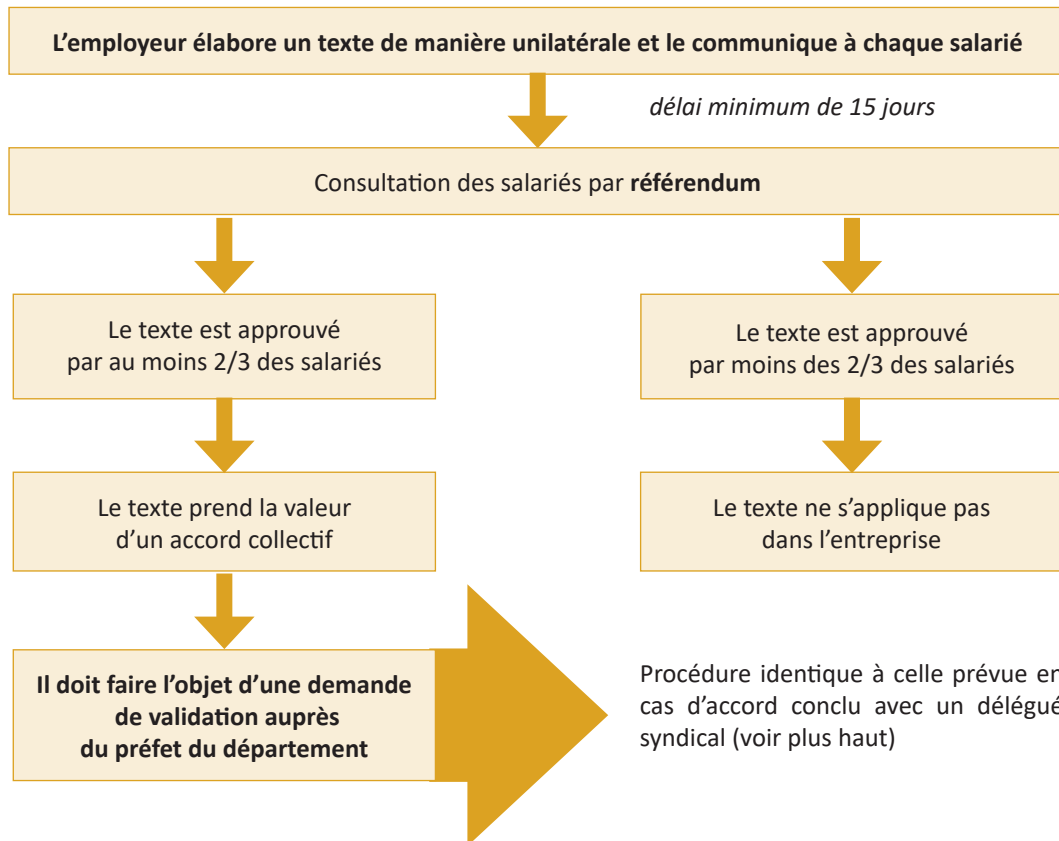 L’employeur élabore un texte de manière unilatérale et le communique à chaque salarié
délai minimum de 15 jours
Consultation des salariés par référendum
Le texte est approuvé
par au moins 2/3 des salariés
Le texte est approuvé
par moins des 2/3 des salariés
Le texte prend la valeur
d’un accord collectif
Le texte ne s’applique pas
dans l’entreprise
Il doit faire l’objet d’une demande
de validation auprès
du préfet du département
Procédure identique à celle prévue en
cas d’accord conclu avec un délégué
syndical (voir plus haut)